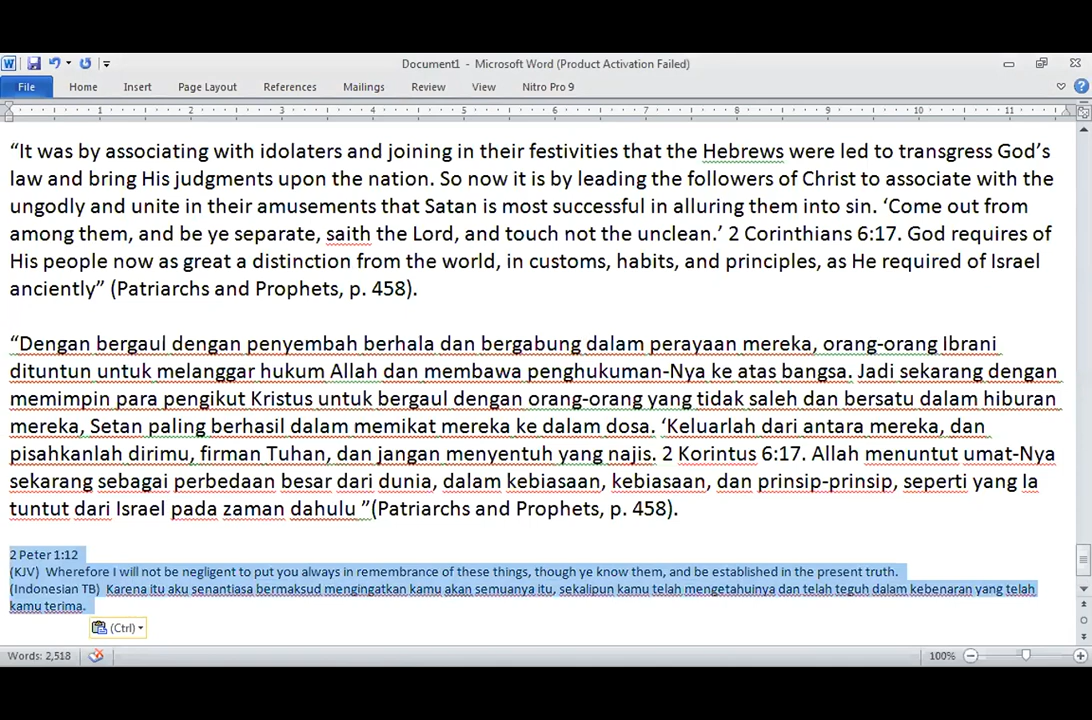 Document1 - Microsoft Word (Product Activation Failed)
File Home Insert Page Layout References Mailings Review View Nitro Pro 9
1 2 3 4 5 6 7 8 9 10 11
“It was by associating with idolaters and joining in their festivities that the Hebrews were led to transgress God’s
law and bring His judgments upon the nation. So now it is by leading the followers of Christ to associate with the
ungodly and unite in their amusements that Satan is most successful in alluring them into sin. ‘Come out from
among them, and be ye separate, saith the Lord, and touch not the unclean.’ 2 Corinthians 6:17. God requires of
His people now as great a distinction from the world, in customs, habits, and principles, as He required of Israel
anciently” (Patriarchs and Prophets, p. 458).
“Dengan bergaul dengan penyembah berhala dan bergabung dalam perayaan mereka, orang-orang Ibrani
dituntun untuk melanggar hukum Allah dan membawa penghukuman-Nya ke atas bangsa. Jadi sekarang dengan
memimpin para pengikut Kristus untuk bergaul dengan orang-orang yang tidak saleh dan bersatu dalam hiburan
mereka, Setan paling berhasil dalam memikat mereka ke dalam dosa. ‘Keluarlah dari antara mereka, dan
pisahkanlah dirimu, firman Tuhan, dan jangan menyentuh yang najis. 2 Korintus 6:17. Allah menuntut umat-Nya
sekarang sebagai perbedaan besar dari dunia, dalam kebiasaan, kebiasaan, dan prinsip-prinsip, seperti yang Ia
tuntut dari Israel pada zaman dahulu ”(Patriarchs and Prophets, p. 458).
2 Peter 1:12
(KJV) Wherefore I will not be negligent to put you always in remembrance of these things, though ye know them, and be established in the present truth.
(Indonesian TB) Karena itu aku senantiasa bermaksud mengingatkan kamu akan semuanya itu, sekalipun kamu telah mengetahuinya dan telah teguh dalam kebenaran yang telah
kamu terima.
(Ctrl)
Words: 2,518 100%